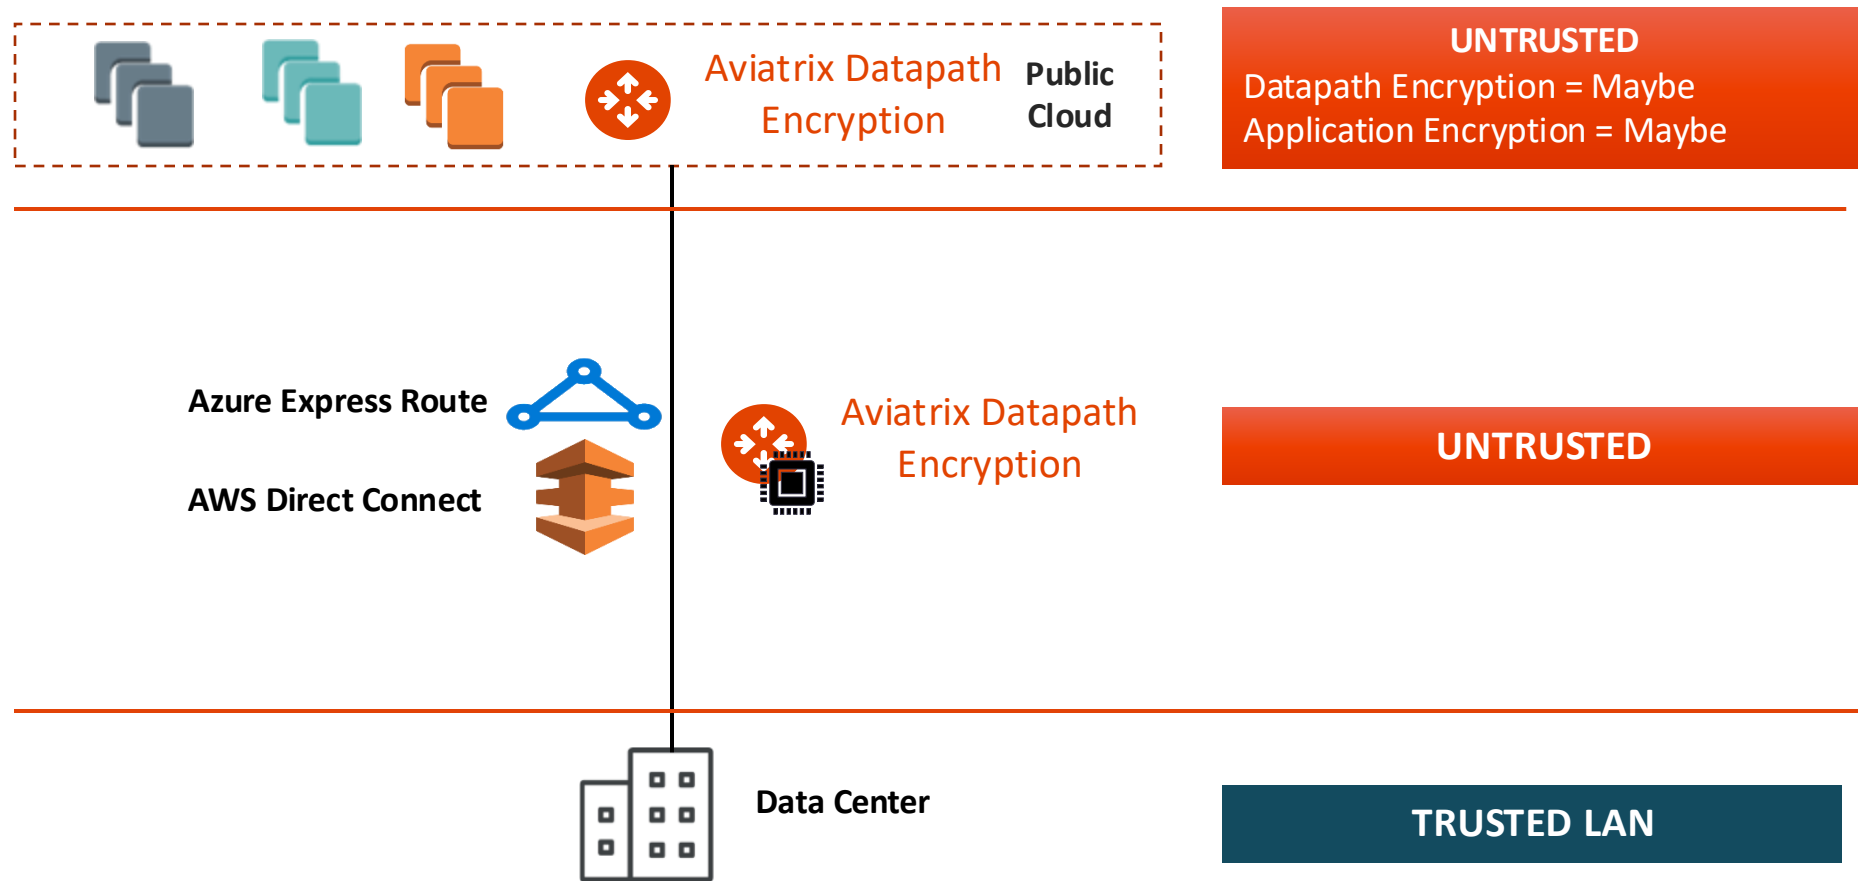 Aviatrix Datapath
Encryption
Public
Cloud
UNTRUSTED
Datapath Encryption = Maybe
Application Encryption = Maybe
Azure Express Route
AWS Direct Connect
Aviatrix Datapath
Encryption
UNTRUSTED
Data Center
TRUSTED LAN